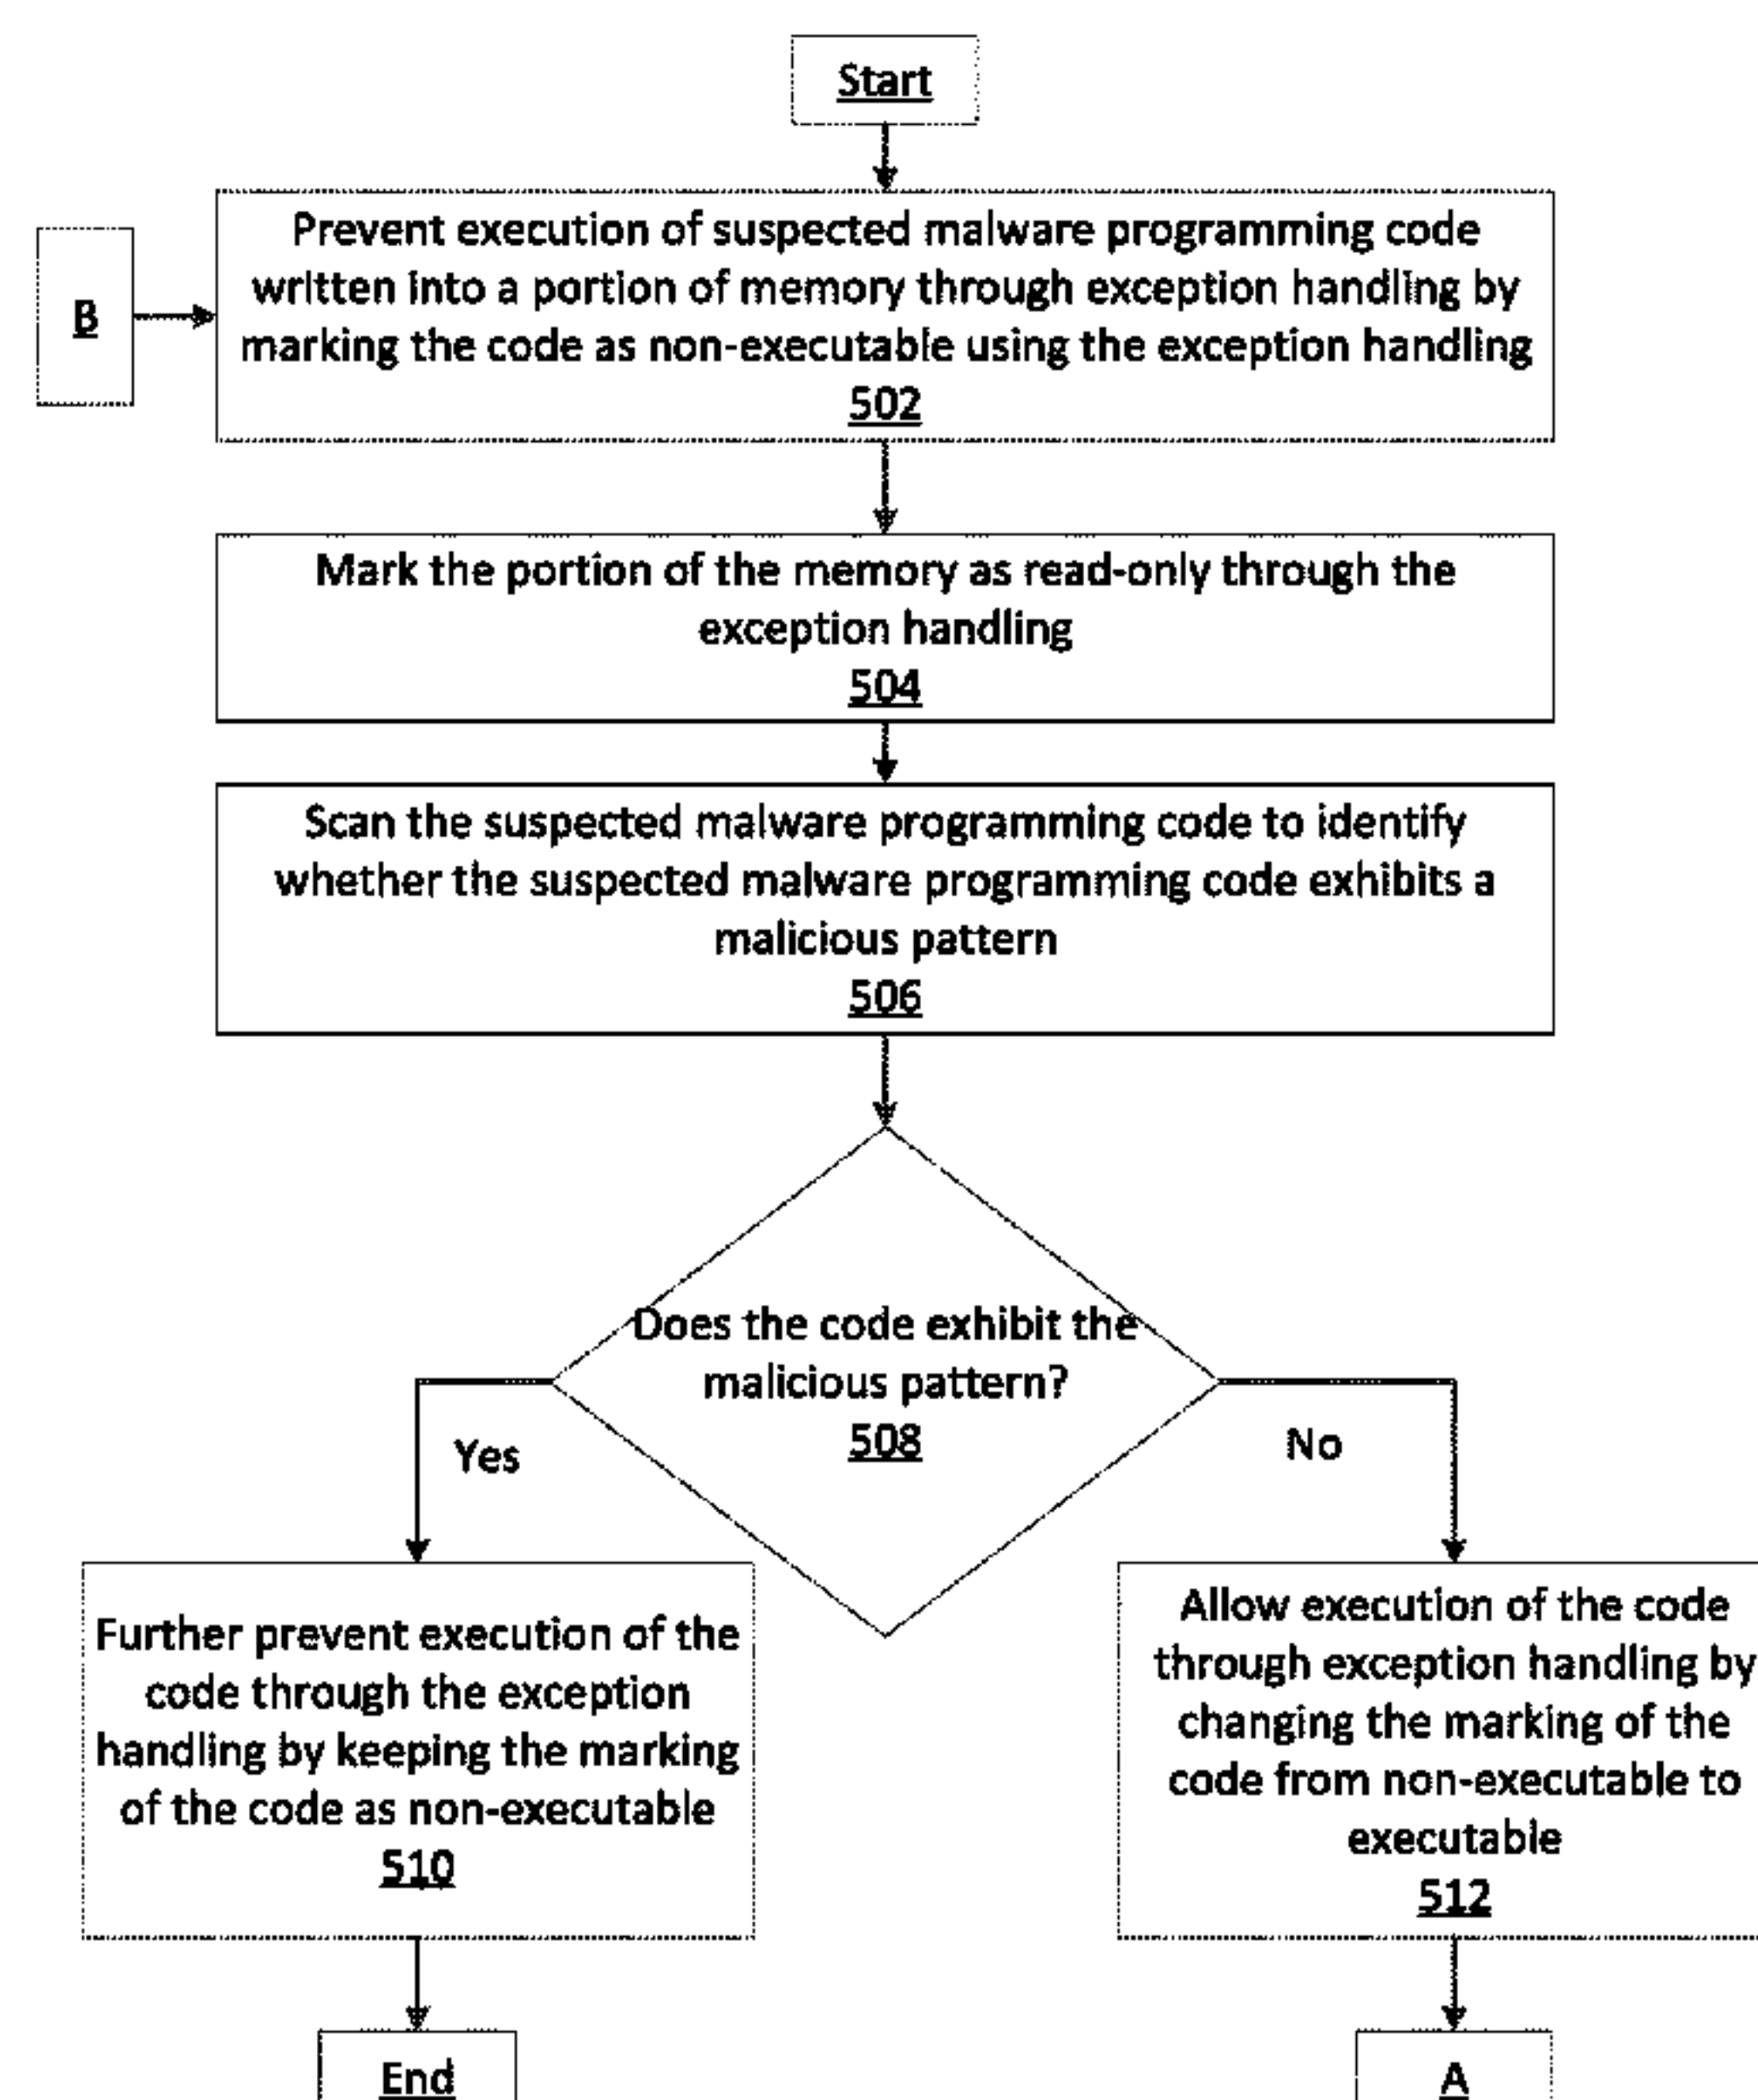 Start
B
Prevent execution of suspected malware programming code
written into a portion of memory through exception handling by
marking the code as non-executable using the exception handling
502
Mark the portion of the memory as read-only through the
exception handling
504
Scan the suspected malware programming code to identify
whether the suspected malware programming code exhibits a
malicious pattern
506
Does the code exhibit the
malicious pattern?
508
Yes
No
Further prevent execution of the
code through the exception
handling by keeping the marking
of the code as non-executable
510
Allow execution of the code
through exception handling by
changing the marking of the
code from non-executable to
executable
512
End
A